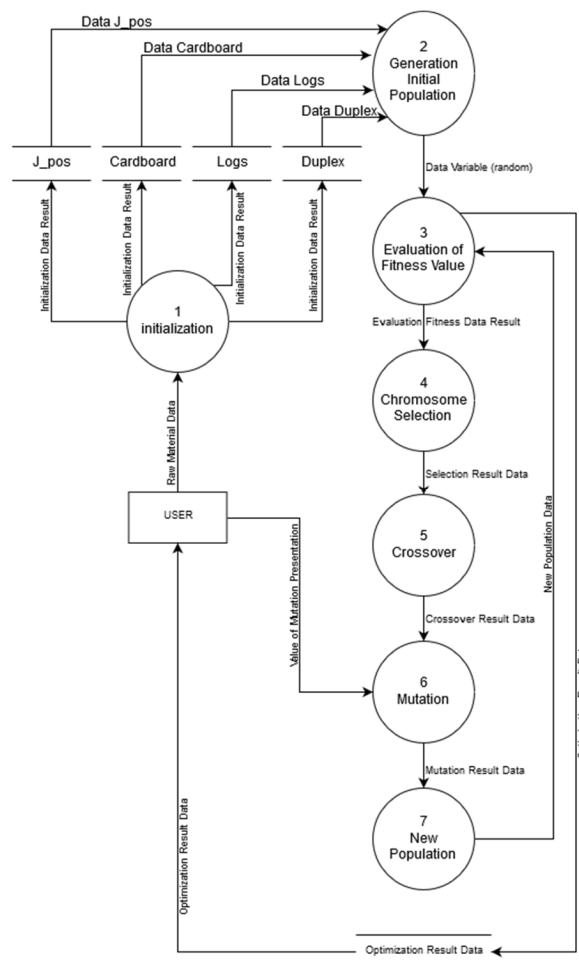 Data J_pos
Data Cardboard
Data Logs
Data Duplex
2
Generation
Initial
Population
J_pos
Cardboard
Logs
Duplex
Data Variable (random)
Initialization Data Result
Initialization Data Result
Initialization Data Result
Initialization Data Result
3
Evaluation of
Fitness Value
1
initialization
Evaluation Fitness Data Result
4
Chromosome
Selection
Raw Material Data
Selection Result Data
USER
5
Crossover
New Population Data
Value of Mutation Presentation
Crossover Result Data
6
Mutation
Mutation Result Data
7
New
Population
Optimization Result Data
Optimization Result Data